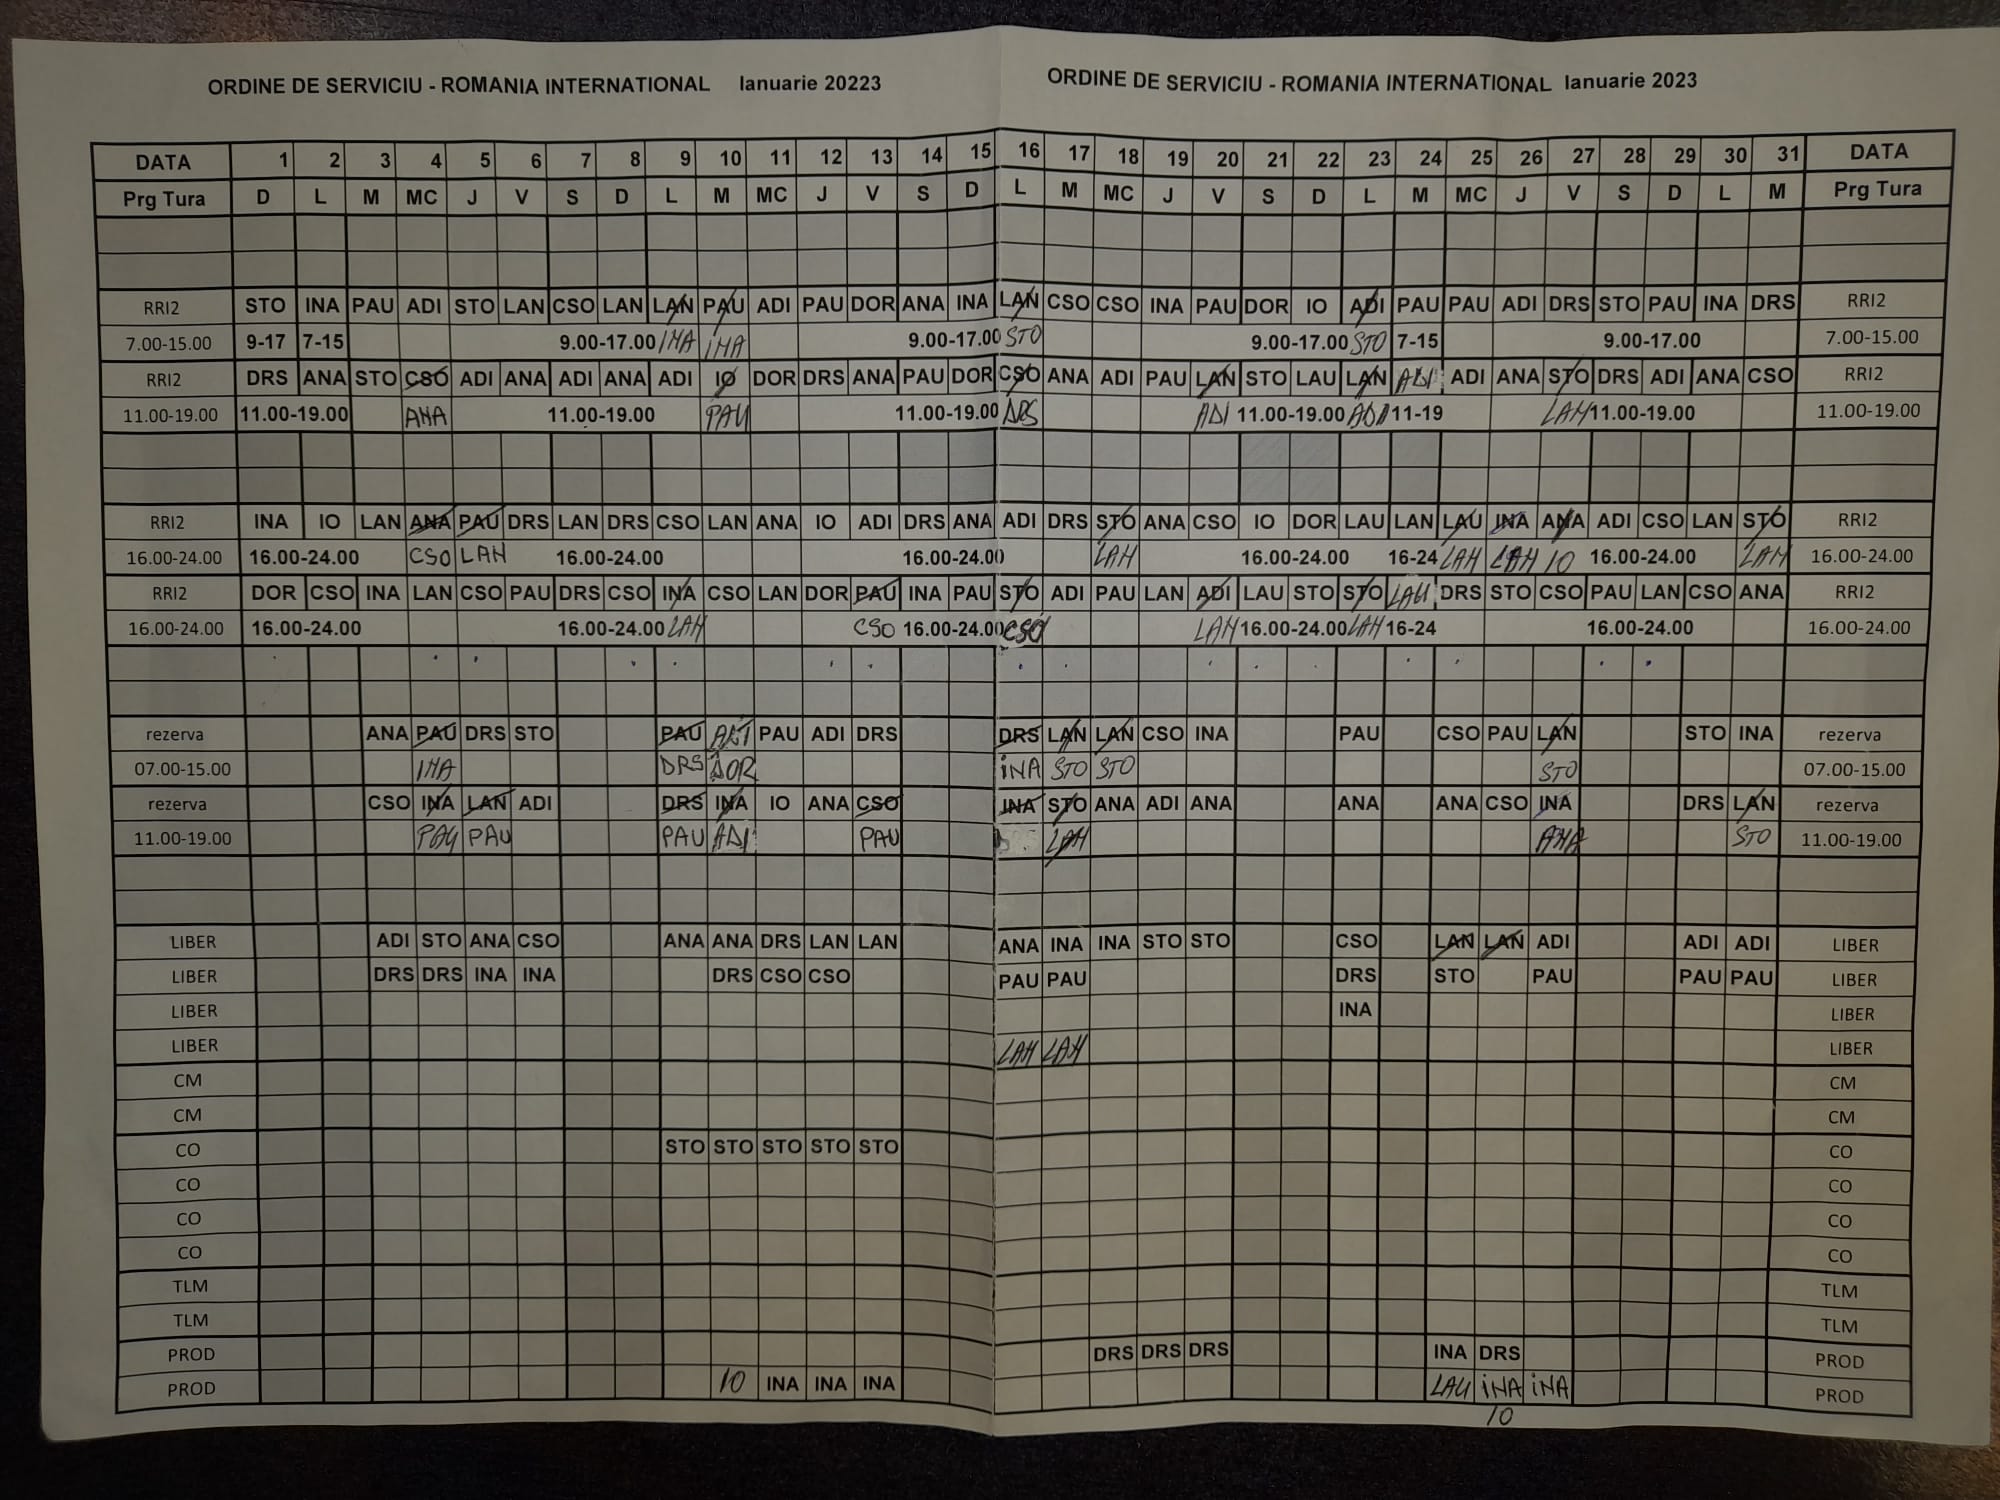 ORDINE DE SERVICIU - ROMANIA INTERNATIONAL Ianuarie 20223 ORDINE DE SERVICIU - ROMANIA INTERNATIONAL Ianuarie 2023
DATA 1 2 3 4 5 6 7 8 9 10 11 12 13 14 15 16 17 18 19 20 21 22 23 24 25 26 27 28 29 30 31 DATA
Prg Tura D L M MC J V S D L M MC J V S D L M MC J V S D L M MC J V S D L M Prg Tura
RRI2 STO INA PAU ADI STO LAN CSO LAN LAN PAU ADI PAU DOR ANA INA LAN CSO CSO INA PAU DOR IO ADI PAU PAU ADI DRS STO PAU INA DRS RRI2
7.00-15.00 9-17 7-15 9.00-17.00 INA INA 9.00-17.00 STO 9.00-17.00 STO 7-15 9.00-17.00 7.00-15.00
RRI2 DRS ANA STO CSO ADI ANA ADI ANA ADI IO DOR DRS ANA PAU DOR CSO ANA ADI PAU LAN STO LAU LAN ADI ADI ANA STO DRS ADI ANA CSO RRI2
11.00-19.00 11.00-19.00 ANA 11.00-19.00 PAU 11.00-19.00 DRS ADI 11.00-19.00 ADI 11-19 LAN 11.00-19.00 11.00-19.00
RRI2 INA IO LAN ANA PAU DRS LAN DRS CSO LAN ANA IO ADI DRS ANA ADI DRS STO ANA CSO IO DOR LAU LAN LAU INA ANA ADI CSO LAN STO RRI2
16.00-24.00 16.00-24.00 CSO LAN 16.00-24.00 16.00-24.00 LAN 16.00-24.00 16-24 LAN LAN IO 16.00-24.00 LAN 16.00-24.00
RRI2 DOR CSO INA LAN CSO PAU DRS CSO INA CSO LAN DOR PAU INA PAU STO ADI PAU LAN ADI LAU STO STO LAU DRS STO CSO PAU LAN CSO ANA RRI2
16.00-24.00 16.00-24.00 16.00-24.00 LAN CSO 16.00-24.00 CSO LAN 16.00-24.00 LAN 16-24 16.00-24.00 16.00-24.00
rezerva ANA PAU DRS STO PAU PAU ADI DRS DRS LAN LAN CSO INA PAU CSO PAU LAN STO INA rezerva
07.00-15.00 INA DRS DOR INA STO STO STO 07.00-15.00
rezerva CSO INA LAN ADI DRS INA IO ANA CSO INA STO ANA ADI ANA ANA ANA CSO INA DRS LAN rezerva
11.00-19.00 PAU PAU PAU ADI PAU LAN ANA STO 11.00-19.00
LIBER ADI STO ANA CSO ANA ANA DRS LAN LAN ANA INA INA STO STO CSO LAN LAN ADI ADI ADI LIBER
LIBER DRS DRS INA INA DRS CSO CSO PAU PAU DRS STO PAU PAU PAU LIBER
LIBER INA LIBER
LIBER LAN LAN LIBER
CM CM
CM CM
CO STO STO STO STO STO CO
CO CO
CO CO
CO CO
TLM TLM
TLM TLM
PROD DRS DRS DRS INA DRS PROD
PROD IO INA INA INA LAU INA INA PROD
IO